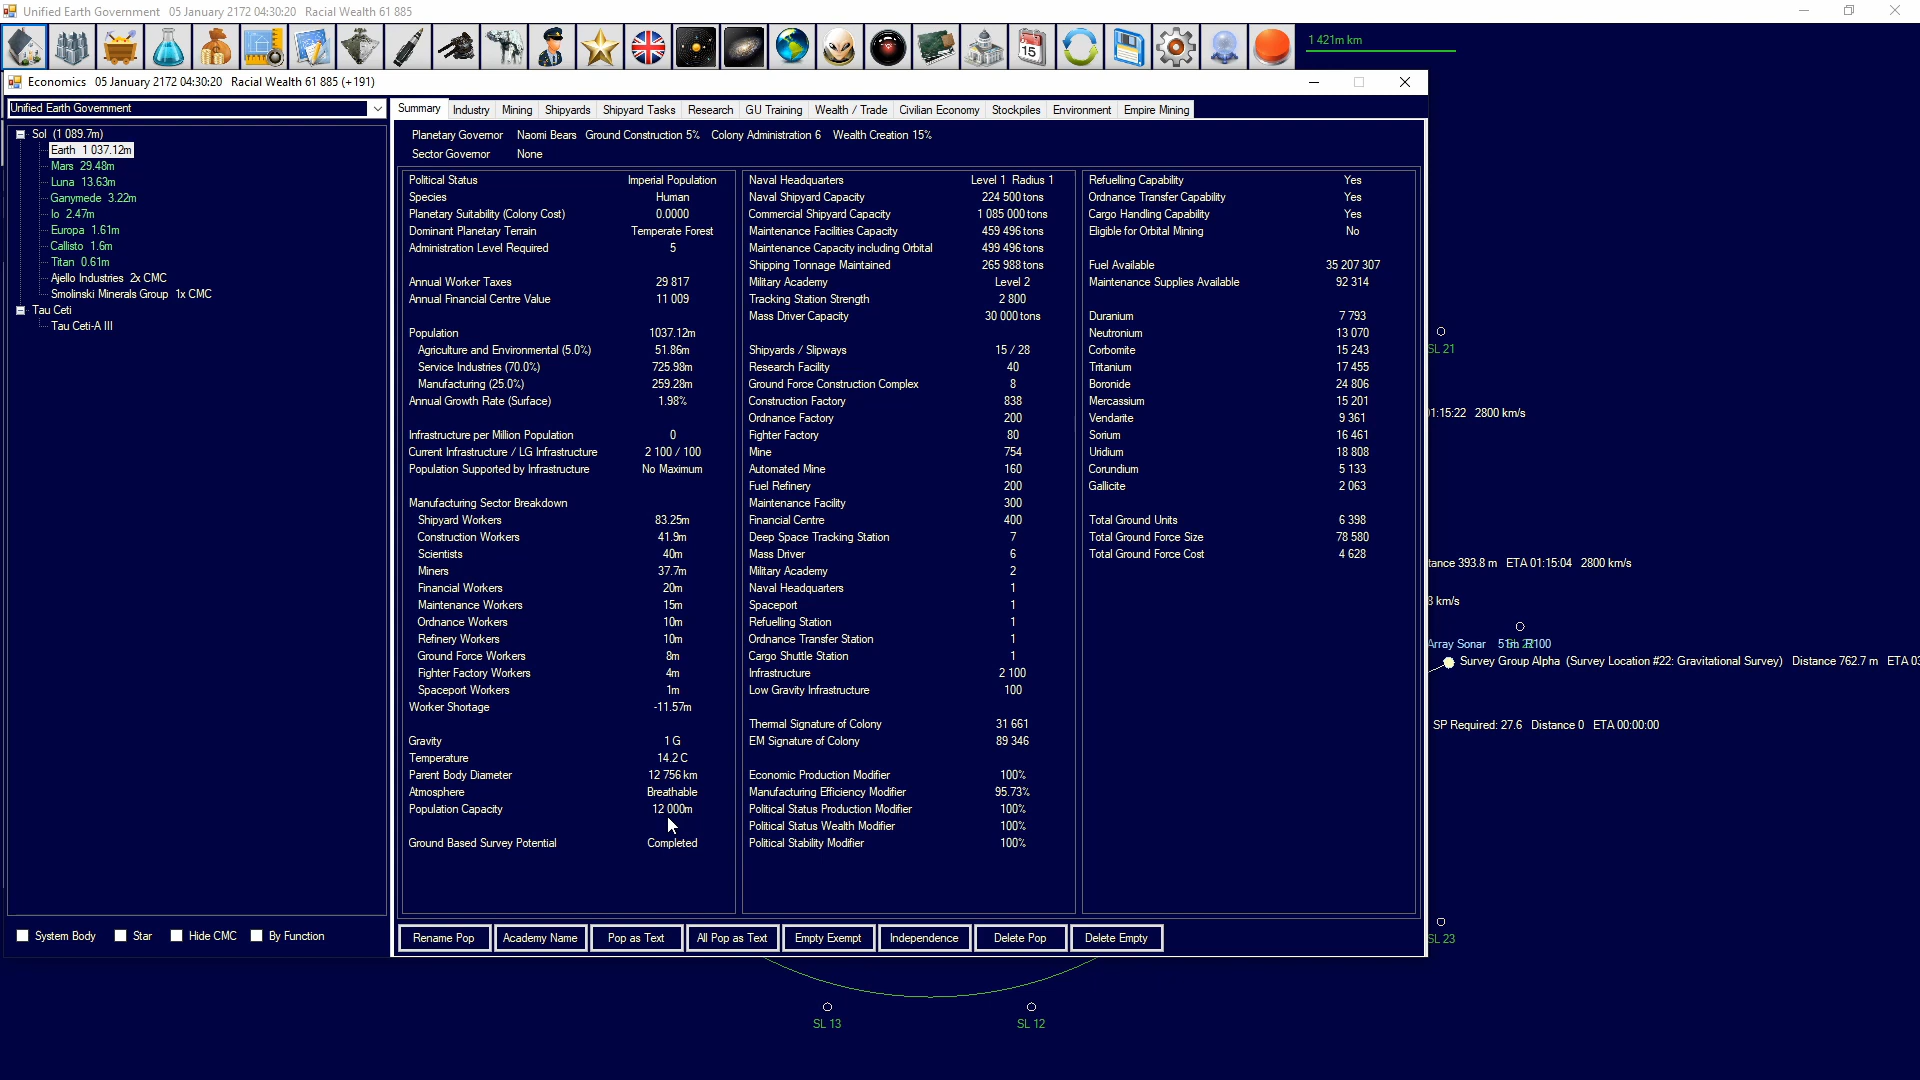 Unified Earth Government 05 January 2172 04:30:20 Racial Wealth 61 885
1 421m km
Economics 05 January 2172 04:30:20 Racial Wealth 61 885 (+191)
Unified Earth Government
Summary Industry Mining Shipyards Shipyard Tasks Research GU Training Wealth / Trade Civilian Economy Stockpiles Environment Empire Mining
Sol (1 089.7m)
Earth 1 037.12m
Mars 29.48m
Luna 13.63m
Ganymede 3.22m
Io 2.47m
Europa 1.61m
Callisto 1.6m
Titan 0.61m
Ajello Industries 2x CMC
Smolinski Minerals Group 1x CMC
Tau Ceti
Tau Ceti-A III
System Body Star Hide CMC By Function
Planetary Governor Naomi Bears Ground Construction 5% Colony Administration 6 Wealth Creation 15%
Sector Governor None
Political Status Imperial Population
Species Human
Planetary Suitability (Colony Cost) 0.0000
Dominant Planetary Terrain Temperate Forest
Administration Level Required 5
Annual Worker Taxes 29 817
Annual Financial Centre Value 11 009
Population 1037.12m
Agriculture and Environmental (5.0%) 51.86m
Service Industries (70.0%) 725.98m
Manufacturing (25.0%) 259.28m
Annual Growth Rate (Surface) 1.98%
Infrastructure per Million Population 0
Current Infrastructure / LG Infrastructure 2 100 / 100
Population Supported by Infrastructure No Maximum
Manufacturing Sector Breakdown
Shipyard Workers 83.25m
Construction Workers 41.9m
Scientists 40m
Miners 37.7m
Financial Workers 20m
Maintenance Workers 15m
Ordnance Workers 10m
Refinery Workers 10m
Ground Force Workers 8m
Fighter Factory Workers 4m
Spaceport Workers 1m
Worker Shortage -11.57m
Gravity 1 G
Temperature 14.2 C
Parent Body Diameter 12 756 km
Atmosphere Breathable
Population Capacity 12 000m
Ground Based Survey Potential Completed
Naval Headquarters Level 1 Radius 1
Naval Shipyard Capacity 224 500 tons
Commercial Shipyard Capacity 1 085 000 tons
Maintenance Facilities Capacity 459 496 tons
Maintenance Capacity including Orbital 499 496 tons
Shipping Tonnage Maintained 265 988 tons
Military Academy Level 2
Tracking Station Strength 2 800
Mass Driver Capacity 30 000 tons
Shipyards / Slipways 15 / 28
Research Facility 40
Ground Force Construction Complex 8
Construction Factory 838
Ordnance Factory 200
Fighter Factory 80
Mine 754
Automated Mine 160
Fuel Refinery 200
Maintenance Facility 300
Financial Centre 400
Deep Space Tracking Station 7
Mass Driver 6
Military Academy 2
Naval Headquarters 1
Spaceport 1
Refuelling Station 1
Ordnance Transfer Station 1
Cargo Shuttle Station 1
Infrastructure 2 100
Low Gravity Infrastructure 100
Thermal Signature of Colony 31 661
EM Signature of Colony 89 346
Economic Production Modifier 100%
Manufacturing Efficiency Modifier 95.73%
Political Status Production Modifier 100%
Political Status Wealth Modifier 100%
Political Stability Modifier 100%
Refuelling Capability Yes
Ordnance Transfer Capability Yes
Cargo Handling Capability Yes
Eligible for Orbital Mining No
Fuel Available 35 207 307
Maintenance Supplies Available 92 314
Duranium 7 793
Neutronium 13 070
Corbomite 15 243
Tritanium 17 455
Boronide 24 806
Mercassium 15 201
Vendarite 9 361
Sorium 16 461
Uridium 18 808
Corundium 5 133
Gallicite 2 063
Total Ground Units 6 398
Total Ground Force Size 78 580
Total Ground Force Cost 4 628
Rename Pop Academy Name Pop as Text All Pop as Text Empty Exempt Independence Delete Pop Delete Empty
SL 21
1:15:22 2800 km/s
tance 393.8 m ETA 01:15:04 2800 km/s
km/s
Array Sonar
Survey Group Alpha (Survey Location #22: Gravitational Survey) Distance 762.7 m ETA 03
SP Required: 27.6 Distance 0 ETA 00:00:00
SL 23
SL 13
SL 12